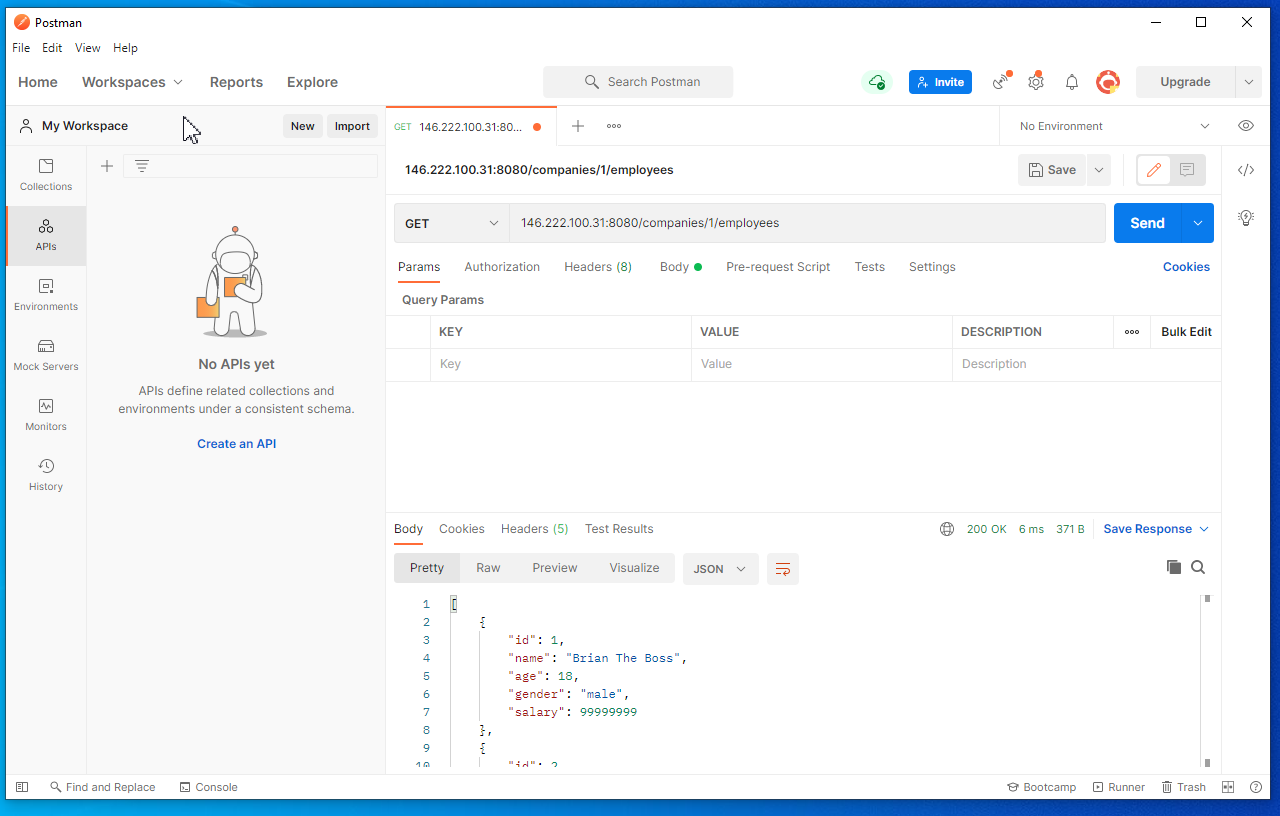 Postman
File Edit View Help
Home Workspaces Reports Explore Search Postman Invite Upgrade
My Workspace New Import GET 146.222.100.31:80... No Environment
Collections
APIs
Environments
Mock Servers
Monitors
History
No APIs yet
APIs define related collections and
environments under a consistent schema.
Create an API
146.222.100.31:8080/companies/1/employees Save
GET 146.222.100.31:8080/companies/1/employees Send
Params Authorization Headers (8) Body Pre-request Script Tests Settings Cookies
Query Params
KEY VALUE DESCRIPTION Bulk Edit
Key Value Description
Body Cookies Headers (5) Test Results 200 OK 6 ms 371 B Save Response
Pretty Raw Preview Visualize JSON
1 [
2 {
3 "id": 1,
4 "name": "Brian The Boss",
5 "age": 18,
6 "gender": "male",
7 "salary": 99999999
8 },
9 {
10 "id": 2
Find and Replace Console Bootcamp Runner Trash